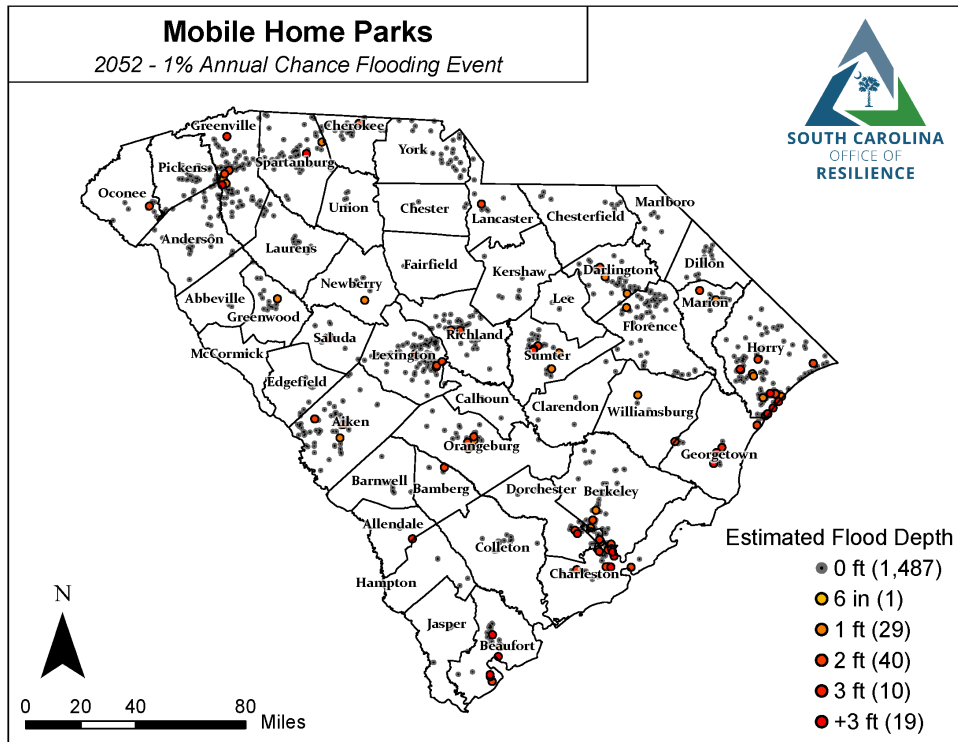 Mobile Home Parks
2052 - 1% Annual Chance Flooding Event
SOUTH CAROLINA
OFFICE OF
RESILIENCE
Greenville
Cherokee
Spartanburg
York
Pickens
Oconee
Union
Chester
Lancaster
Chesterfield
Marlboro
Anderson
Laurens
Fairfield
Kershaw
Darlington
Dillon
Abbeville
Greenwood
Newberry
Lee
Marion
Florence
McCormick
Saluda
Lexington
Richland
Sumter
Horry
Edgefield
Calhoun
Clarendon
Williamsburg
Aiken
Orangeburg
Georgetown
Barnwell
Bamberg
Dorchester
Berkeley
Allendale
Colleton
Hampton
Charleston
Jasper
Beaufort
Estimated Flood Depth
0 ft (1,487)
6 in (1)
1 ft (29)
2 ft (40)
3 ft (10)
+3 ft (19)
N
0 20 40 80
Miles